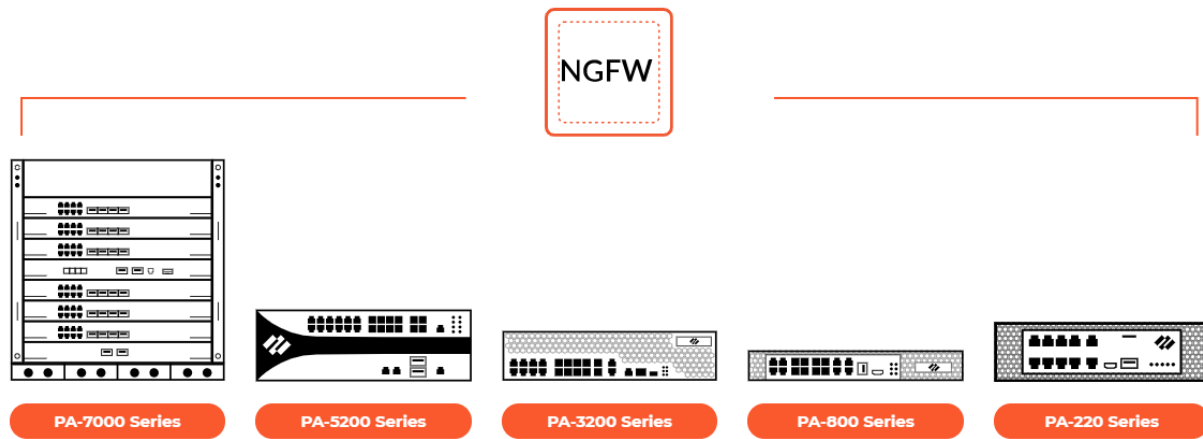 NGFW
PA-7000 Series
PA-5200 Series
PA-3200 Series
PA-800 Series
PA-220 Series